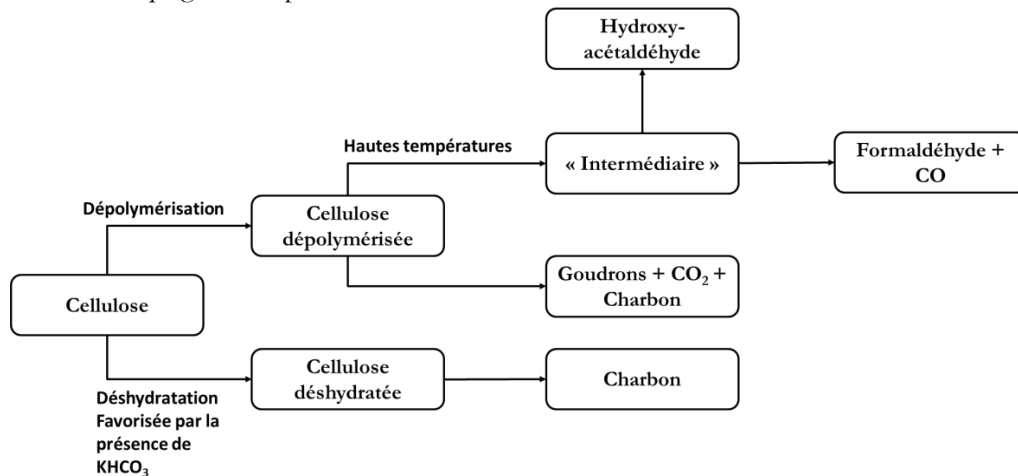 Hydroxy-
acétaldéhyde
Hautes températures
« Intermédiaire »
Formaldéhyde +
CO
Dépolymérisation
Cellulose
dépolymérisée
Goudrons + CO₂ +
Charbon
Cellulose
Cellulose
déshydratée
Charbon
Déshydratation
Favorisée par la
présence de
KHCO₃